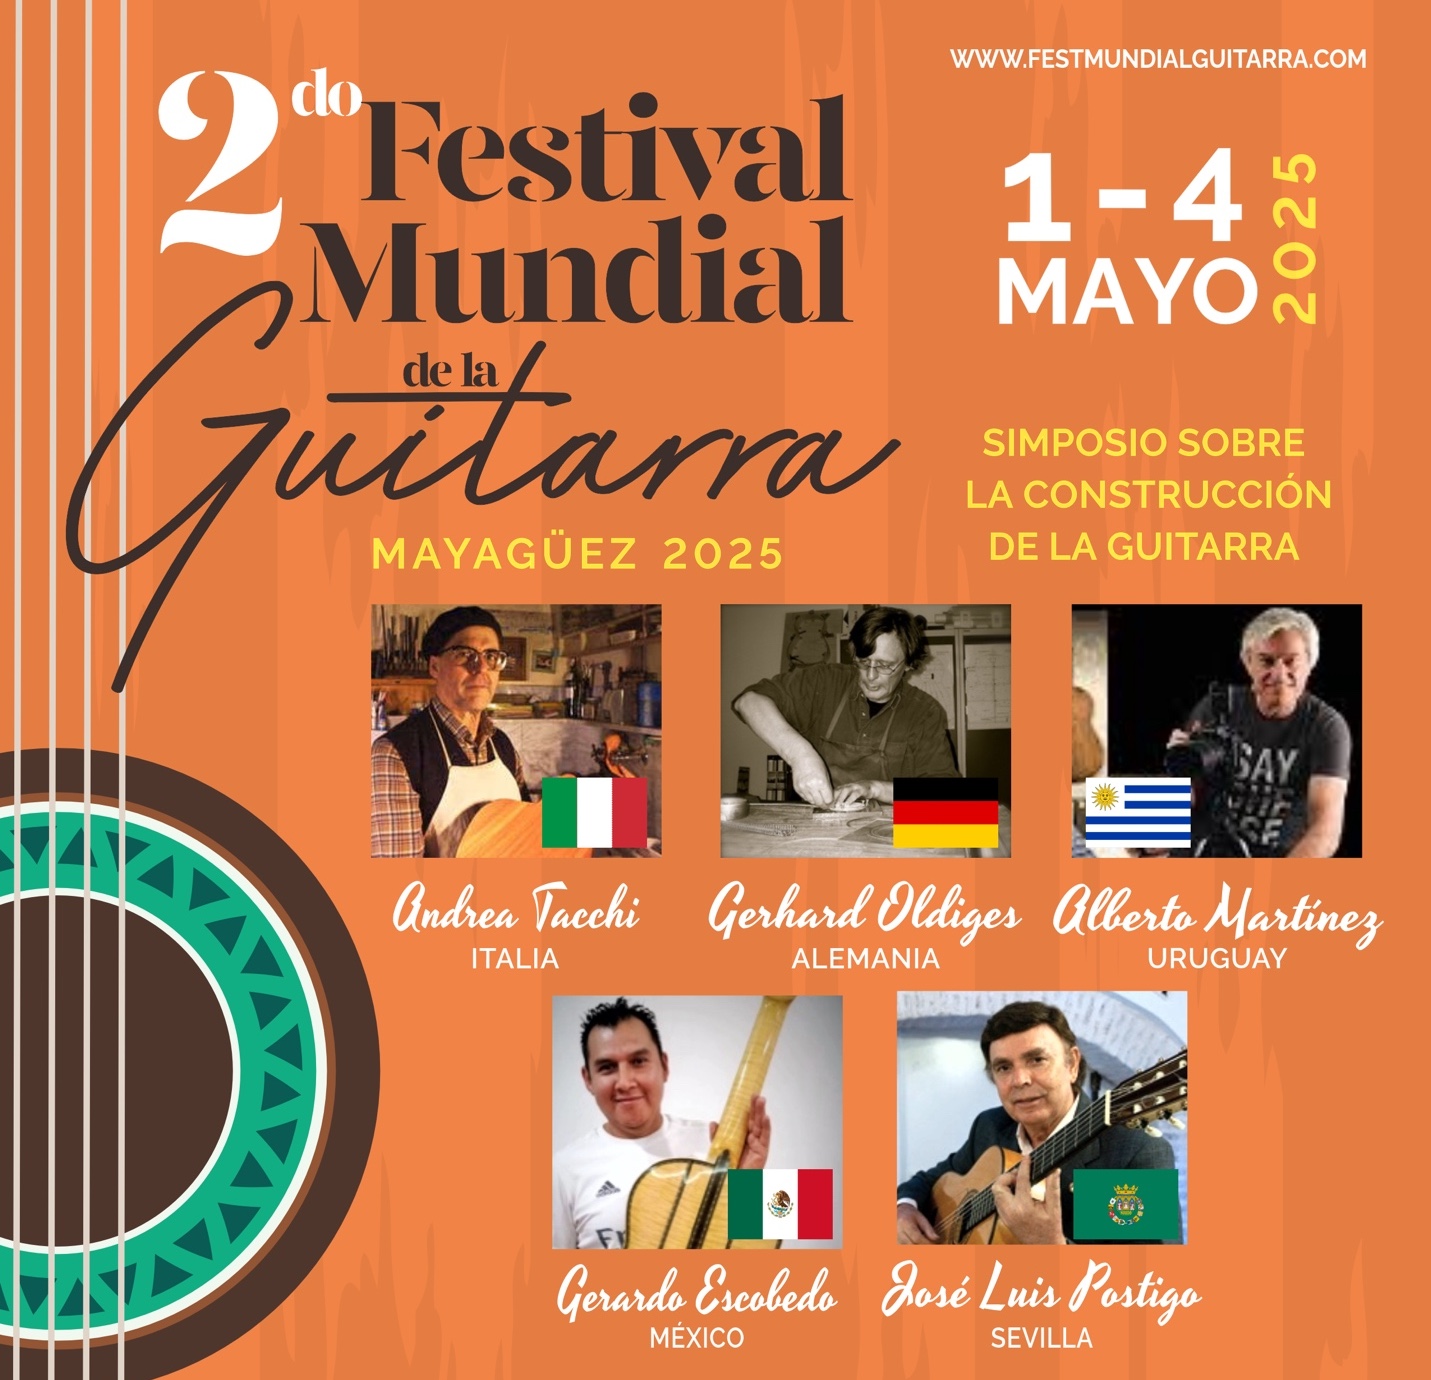 WWW.FESTMUNDIALGUITARRA.COM
2do Festival
Mundial
de la
Guitarra
MAYAGÜEZ 2025
1 - 4
MAYO
2025
SIMPOSIO SOBRE
LA CONSTRUCCIÓN
DE LA GUITARRA
SAY
Andrea Tacchi
ITALIA
Gerhard Oldiges
ALEMANIA
Alberto Martínez
URUGUAY
Gerardo Escobedo
MÉXICO
José Luis Postigo
SEVILLA